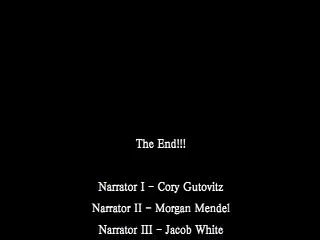 The End!!!
Narrator I - Cory Gutovitz
Narrator II - Morgan Mendel
Narrator III - Jacob White